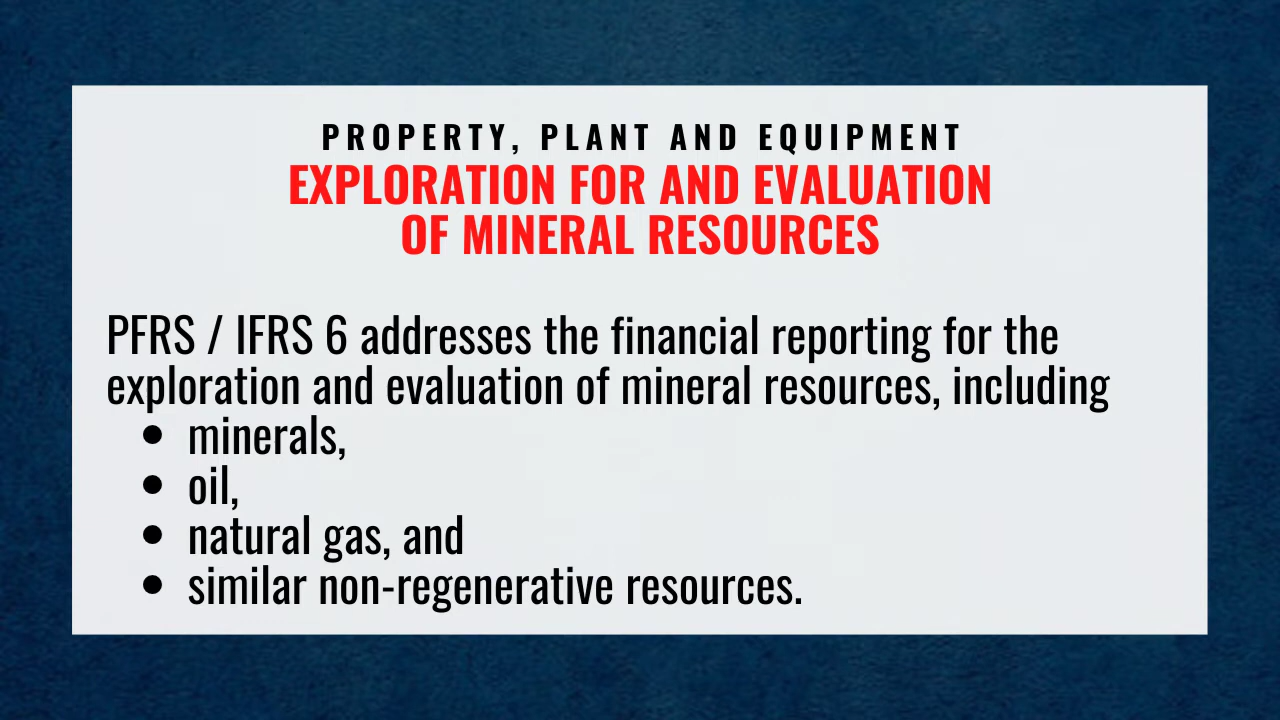 PROPERTY, PLANT AND EQUIPMENT
EXPLORATION FOR AND EVALUATION
OF MINERAL RESOURCES
PFRS / IFRS 6 addresses the financial reporting for the
exploration and evaluation of mineral resources, including
• minerals,
• oil,
• natural gas, and
• similar non-regenerative resources.